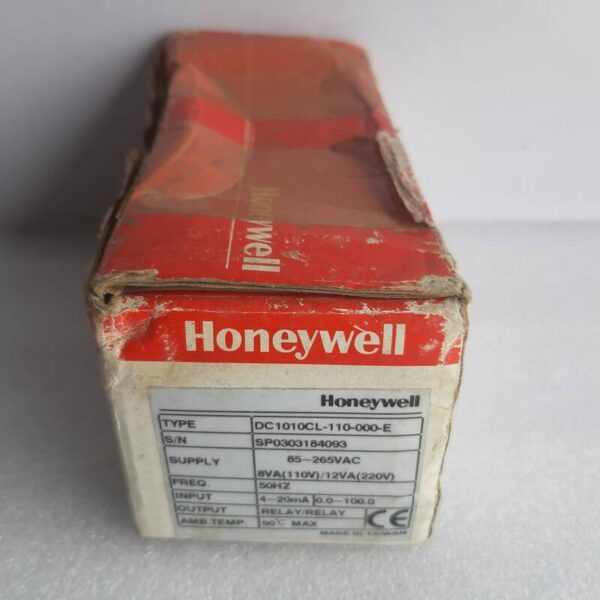 Honeywell
Honeywell
Honeywell
TYPE DC1010CL-110-000-E
S/N SP0303184093
SUPPLY 85~265VAC
8VA(110V)/12VA(220V)
FREQ. 50HZ
INPUT 4~20mA 0.0~100.0
OUTPUT RELAY/RELAY
AMB.TEMP. 50℃ MAX CE
MADE IN TAIWAN